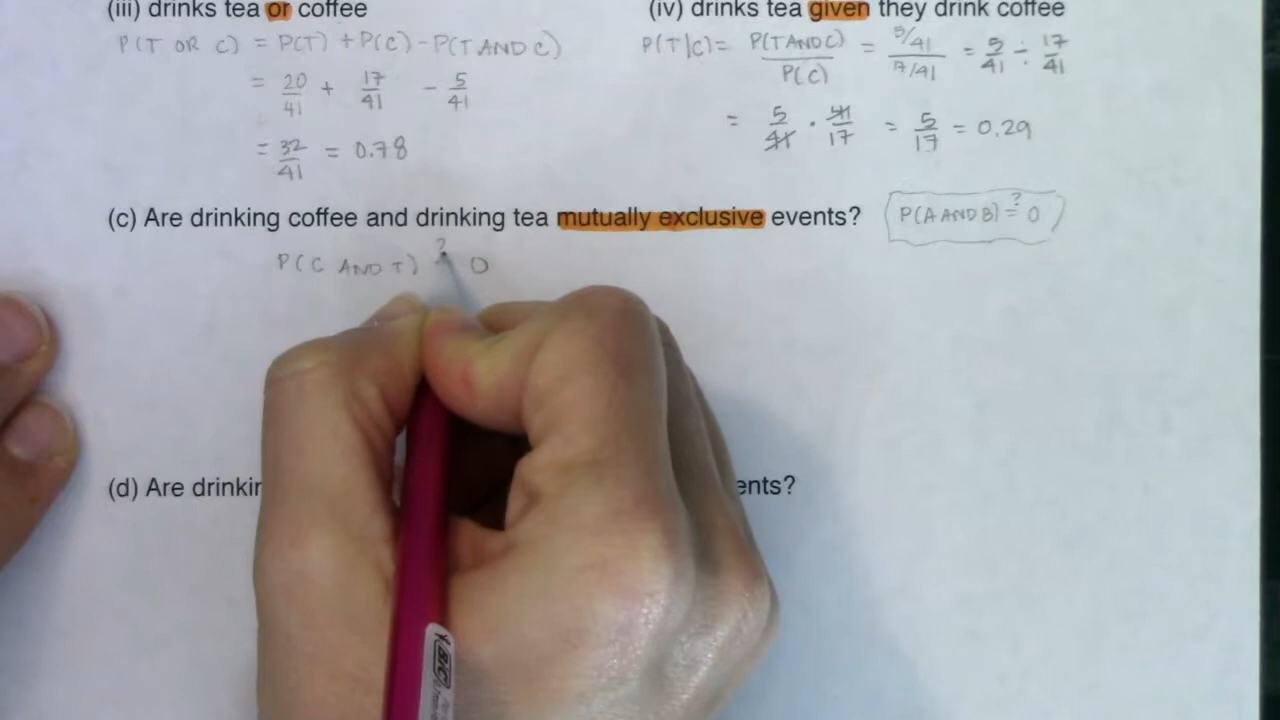 (iii) drinks tea or coffee
P(T OR C) = P(T) + P(C) - P(T AND C)
= 20/41 + 17/41 - 5/41
= 32/41 = 0.78
(iv) drinks tea given they drink coffee
P(T|C) = P(T AND C)/P(C) = 5/41 / 17/41 = 5/41 ÷ 17/41
= 5/41 · 41/17 = 5/17 = 0.29
(c) Are drinking coffee and drinking tea mutually exclusive events? P(A AND B) ?= 0
P(C AND T) ? 0
(d) Are drinkin
ents?
BIC